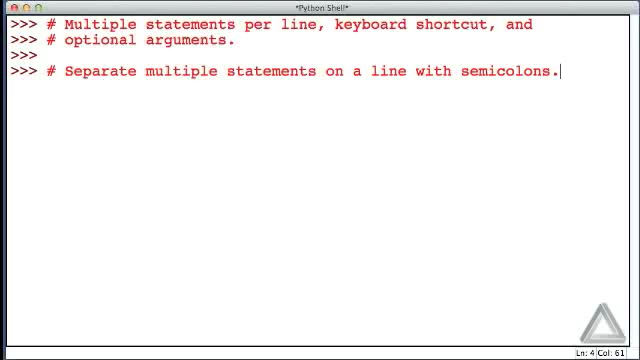 *Python Shell*
>>> # Multiple statements per line, keyboard shortcut, and
>>> # optional arguments.
>>>
>>> # Separate multiple statements on a line with semicolons.
Ln: 4 Col: 61